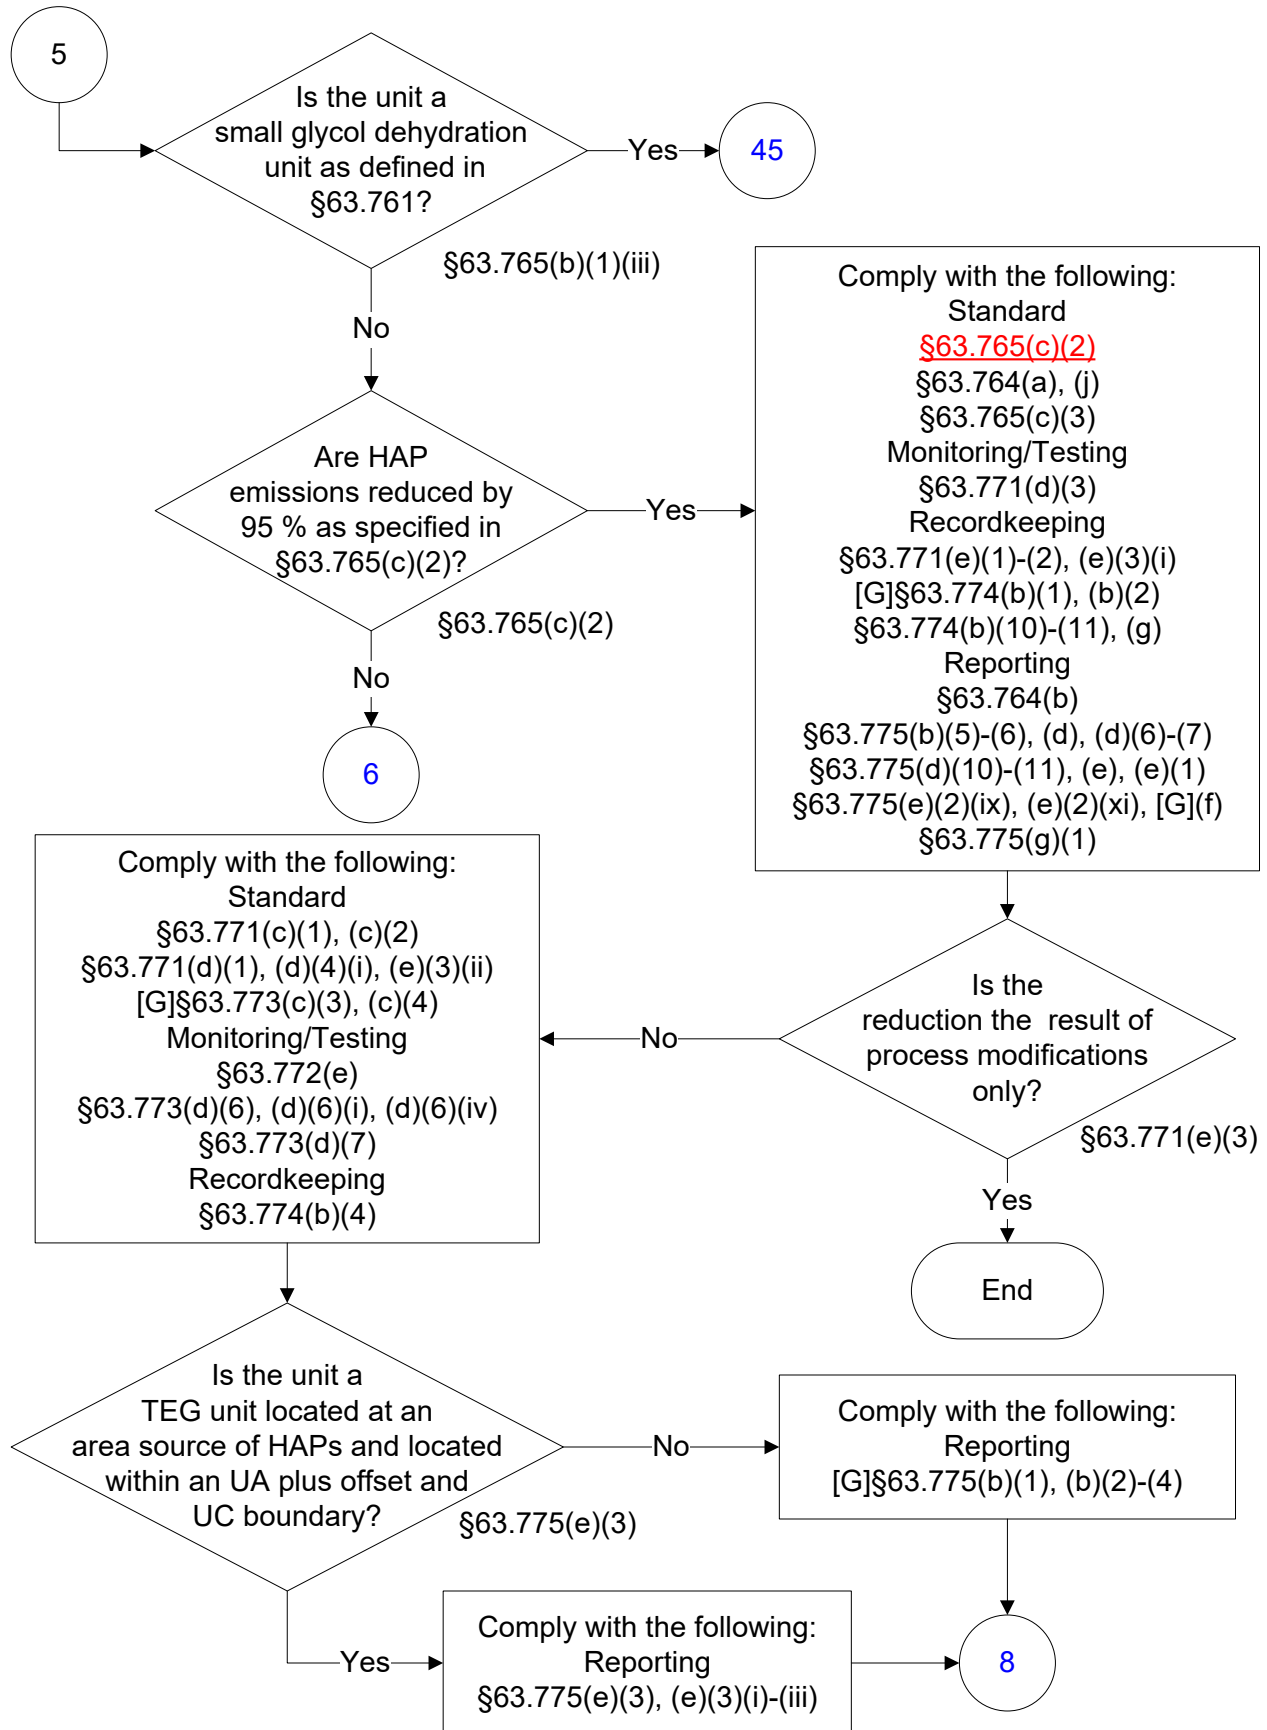 5
Is the unit a
small glycol dehydration
unit as defined in
§63.761?
Yes
45
§63.765(b)(1)(iii)
No
Are HAP
emissions reduced by
95 % as specified in
§63.765(c)(2)?
Yes
§63.765(c)(2)
No
6
Comply with the following:
Standard
§63.765(c)(2)
§63.764(a), (j)
§63.765(c)(3)
Monitoring/Testing
§63.771(d)(3)
Recordkeeping
§63.771(e)(1)-(2), (e)(3)(i)
[G]§63.774(b)(1), (b)(2)
§63.774(b)(10)-(11), (g)
Reporting
§63.764(b)
§63.775(b)(5)-(6), (d), (d)(6)-(7)
§63.775(d)(10)-(11), (e), (e)(1)
§63.775(e)(2)(ix), (e)(2)(xi), [G](f)
§63.775(g)(1)
Is the
reduction the  result of
process modifications
only?
§63.771(e)(3)
No
Yes
End
Comply with the following:
Standard
§63.771(c)(1), (c)(2)
§63.771(d)(1), (d)(4)(i), (e)(3)(ii)
[G]§63.773(c)(3), (c)(4)
Monitoring/Testing
§63.772(e)
§63.773(d)(6), (d)(6)(i), (d)(6)(iv)
§63.773(d)(7)
Recordkeeping
§63.774(b)(4)
Is the unit a
TEG unit located at an
area source of HAPs and located
within an UA plus offset and
UC boundary?
§63.775(e)(3)
No
Comply with the following:
Reporting
[G]§63.775(b)(1), (b)(2)-(4)
Yes
Comply with the following:
Reporting
§63.775(e)(3), (e)(3)(i)-(iii)
8